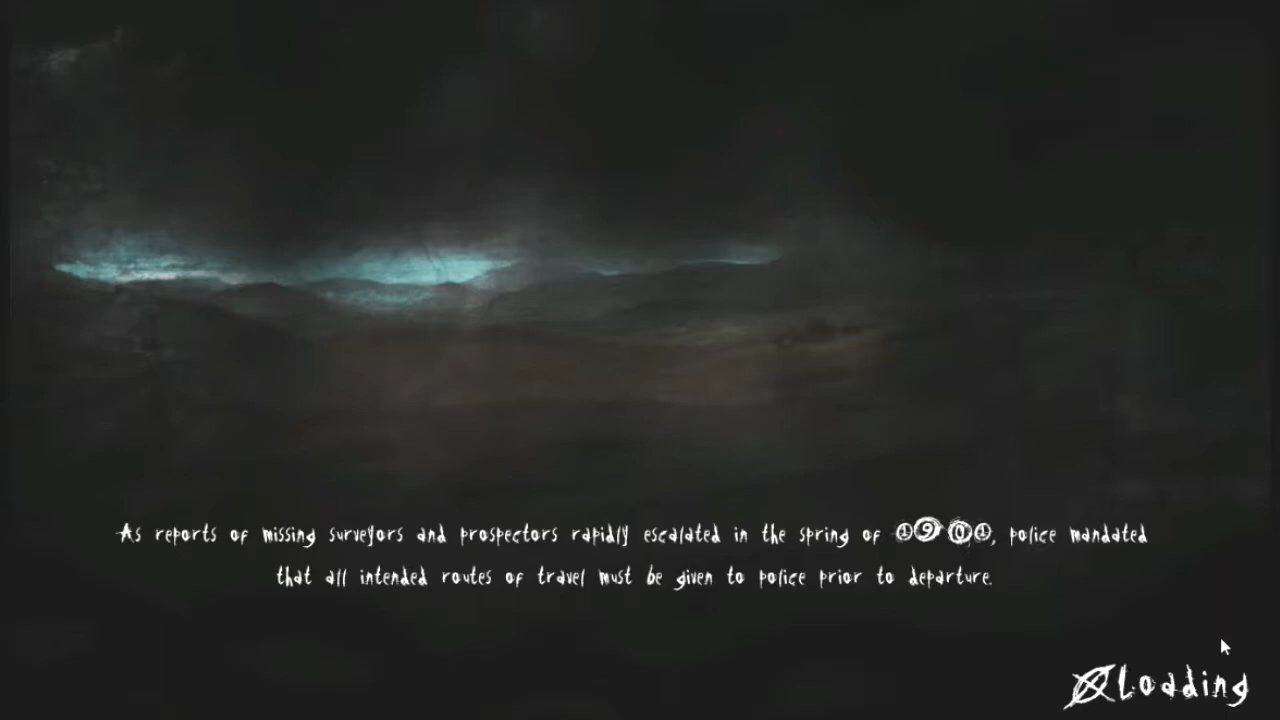 As reports of missing surveyors and prospectors rapidly escalated in the spring of 1901, police mandated
that all intended routes of travel must be given to police prior to departure.
Loading